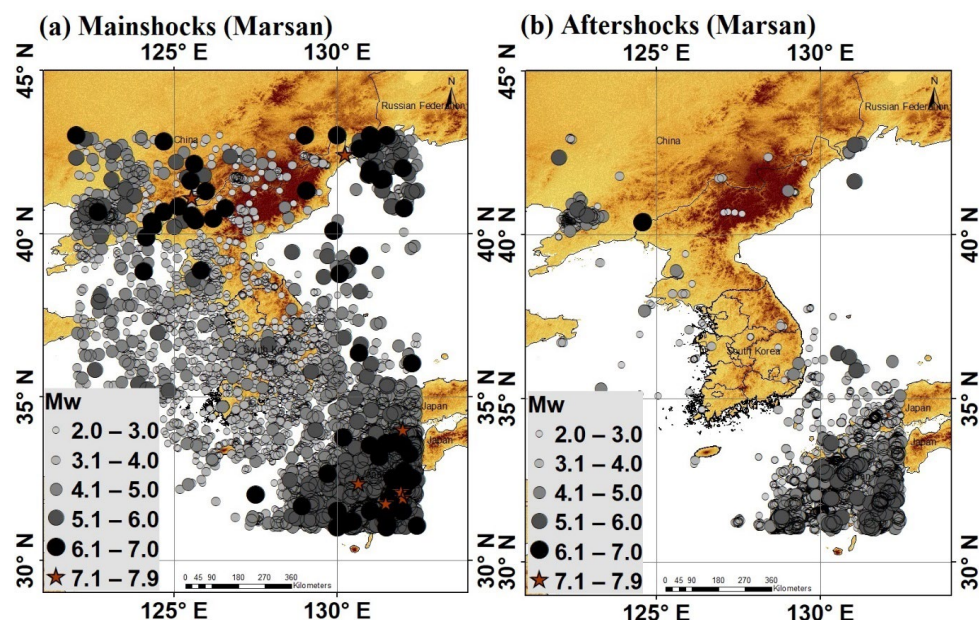 (a) Mainshocks (Marsan)
125° E
130° E
45° N
40° N
35° N
30° N
N
Russian Federation
China
South Korea
Japan
Japan
Mw
2.0 – 3.0
3.1 – 4.0
4.1 – 5.0
5.1 – 6.0
6.1 – 7.0
7.1 – 7.9
0 45 90 180 270 360
Kilometers
125° E
130° E
(b) Aftershocks (Marsan)
125° E
130° E
45° N
40° N
35° N
30° N
N
Russian Federation
China
South Korea
Japan
Japan
Mw
2.0 – 3.0
3.1 – 4.0
4.1 – 5.0
5.1 – 6.0
6.1 – 7.0
7.1 – 7.9
0 45 90 180 270 360
Kilometers
125° E
130° E